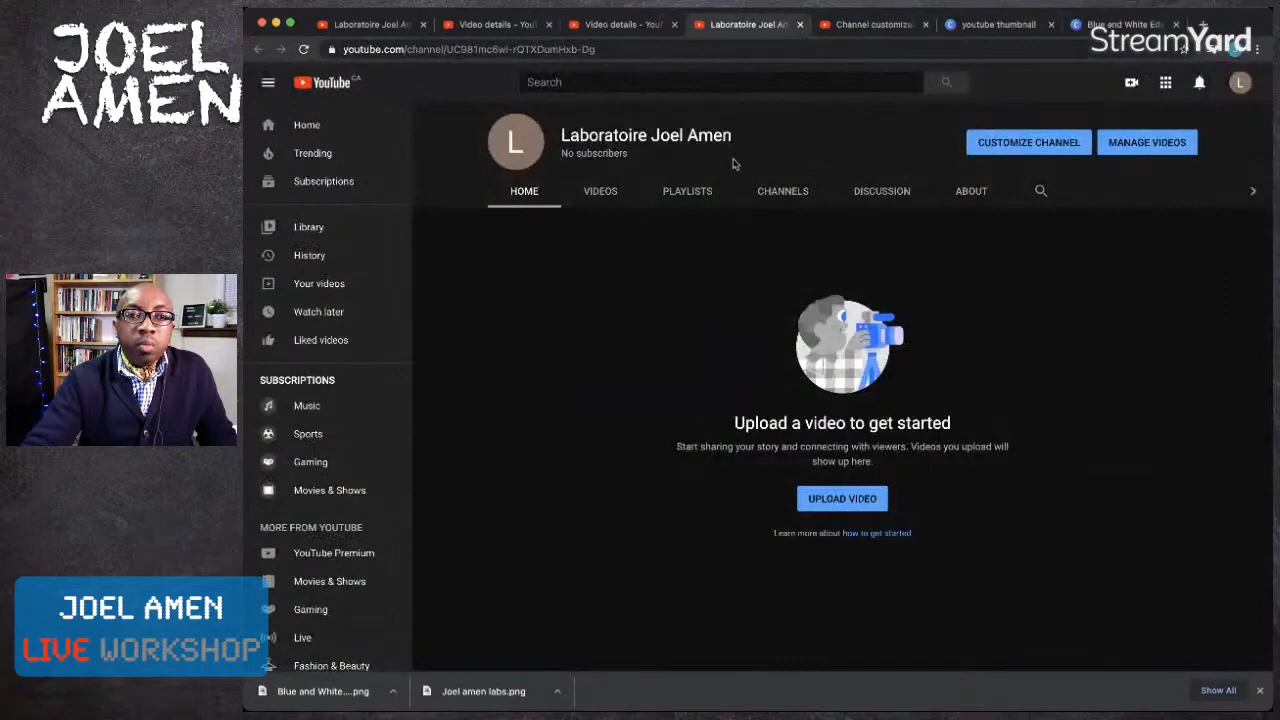 JOEL
AMEN
StreamYard
Laboratoire Joel Am
Video details - You
Video details - You
Laboratoire Joel Am
Channel customiza
youtube thumbnail
Blue and White Ed
youtube.com/channel/UC981mc6wi-rQTXDumHxb-Dg
YouTube CA
Search
L
Home
Trending
Subscriptions
Library
History
Your videos
Watch later
Liked videos
SUBSCRIPTIONS
Music
Sports
Gaming
Movies & Shows
MORE FROM YOUTUBE
YouTube Premium
Movies & Shows
Gaming
Live
Fashion & Beauty
L
Laboratoire Joel Amen
No subscribers
CUSTOMIZE CHANNEL
MANAGE VIDEOS
HOME
VIDEOS
PLAYLISTS
CHANNELS
DISCUSSION
ABOUT
Upload a video to get started
Start sharing your story and connecting with viewers. Videos you upload will
show up here.
UPLOAD VIDEO
Learn more about how to get started
JOEL AMEN
LIVE WORKSHOP
Blue and White....png
Joel amen labs.png
Show All